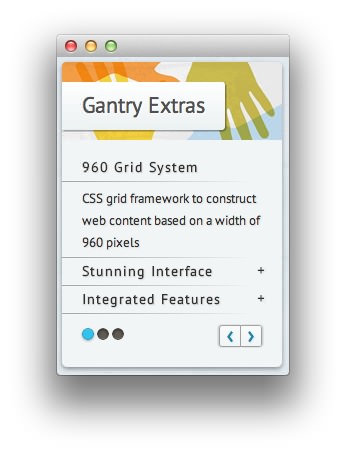 Gantry Extras
960 Grid System
CSS grid framework to construct
web content based on a width of
960 pixels
Stunning Interface +
Integrated Features +